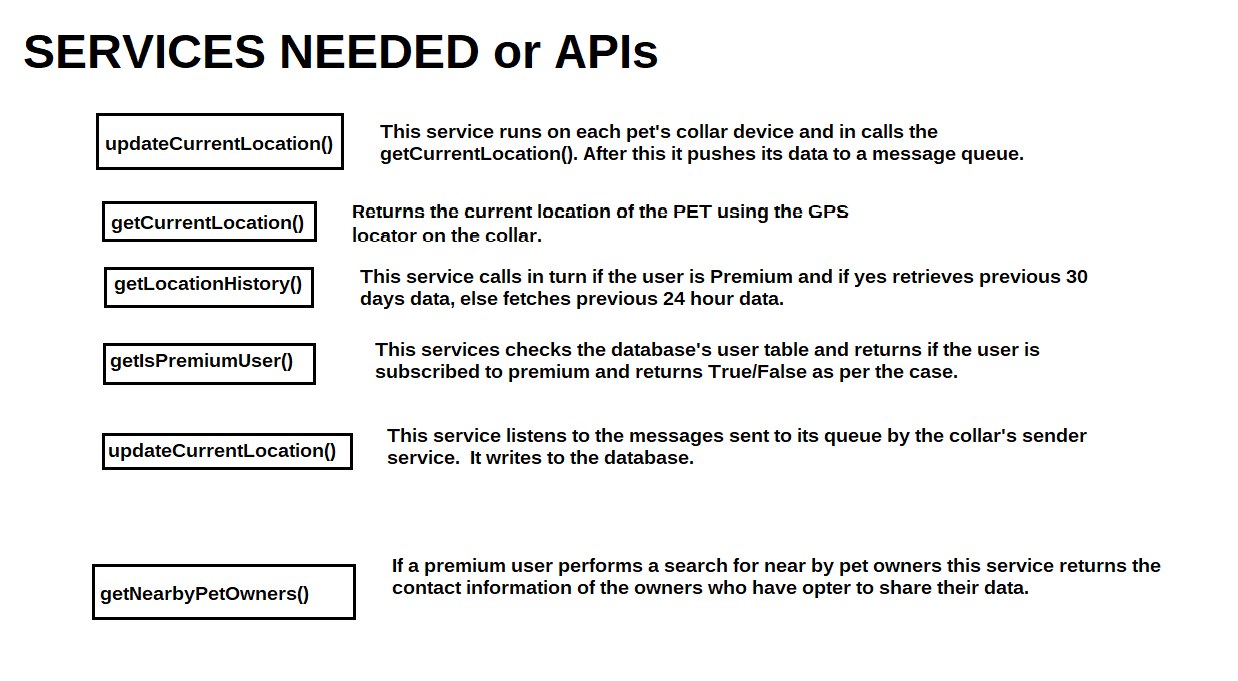 SERVICES NEEDED or APIs
updateCurrentLocation()
This service runs on each pet's collar device and in calls the
getCurrentLocation(). After this it pushes its data to a message queue.
getCurrentLocation()
Returns the current location of the PET using the GPS
locator on the collar.
getLocationHistory()
This service calls in turn if the user is Premium and if yes retrieves previous 30
days data, else fetches previous 24 hour data.
getIsPremiumUser()
This services checks the database's user table and returns if the user is
subscribed to premium and returns True/False as per the case.
updateCurrentLocation()
This service listens to the messages sent to its queue by the collar's sender
service.  It writes to the database.
getNearbyPetOwners()
If a premium user performs a search for near by pet owners this service returns the
contact information of the owners who have opter to share their data.